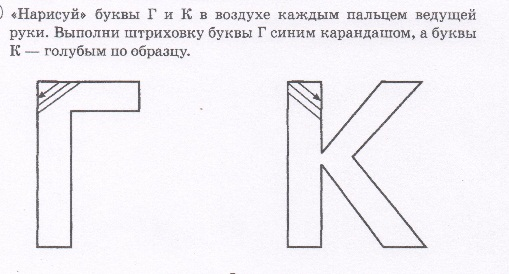 «Нарисуй» буквы Г и К в воздухе каждым пальцем ведущей
руки. Выполни штриховку буквы Г синим карандашом, а буквы
К — голубым по образцу.
Г К